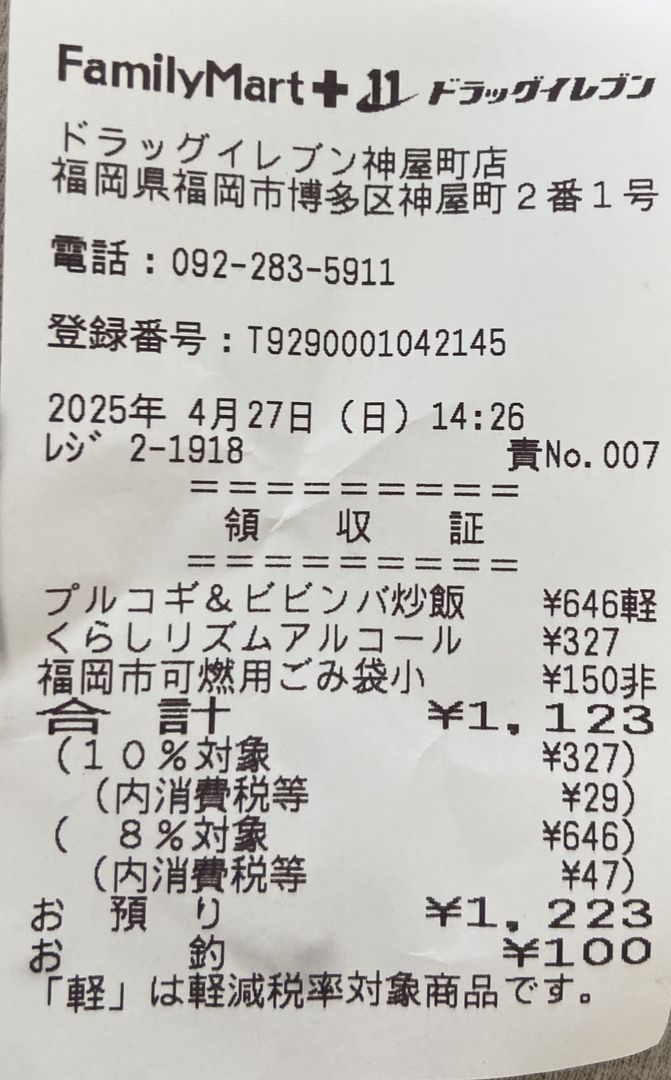 FamilyMart + 11 ドラッグイレブン
ドラッグイレブン神屋町店
福岡県福岡市博多区神屋町2番1号
電話：092-283-5911
登録番号：T9290001042145
2025年 4月27日（日）14:26
ﾚｼﾞ 2-1918 責No.007
＝＝＝＝＝＝＝＝＝
領　収　証
＝＝＝＝＝＝＝＝＝
プルコギ＆ビビンバ炒飯 ¥646軽
くらしリズムアルコール ¥327
福岡市可燃用ごみ袋小 ¥150非
合　計 ¥1,123
（10％対象 ¥327)
（内消費税等 ¥29)
（ 8％対象 ¥646)
（内消費税等 ¥47)
お　預　り ¥1,223
お　　　釣 ¥100
「軽」は軽減税率対象商品です。